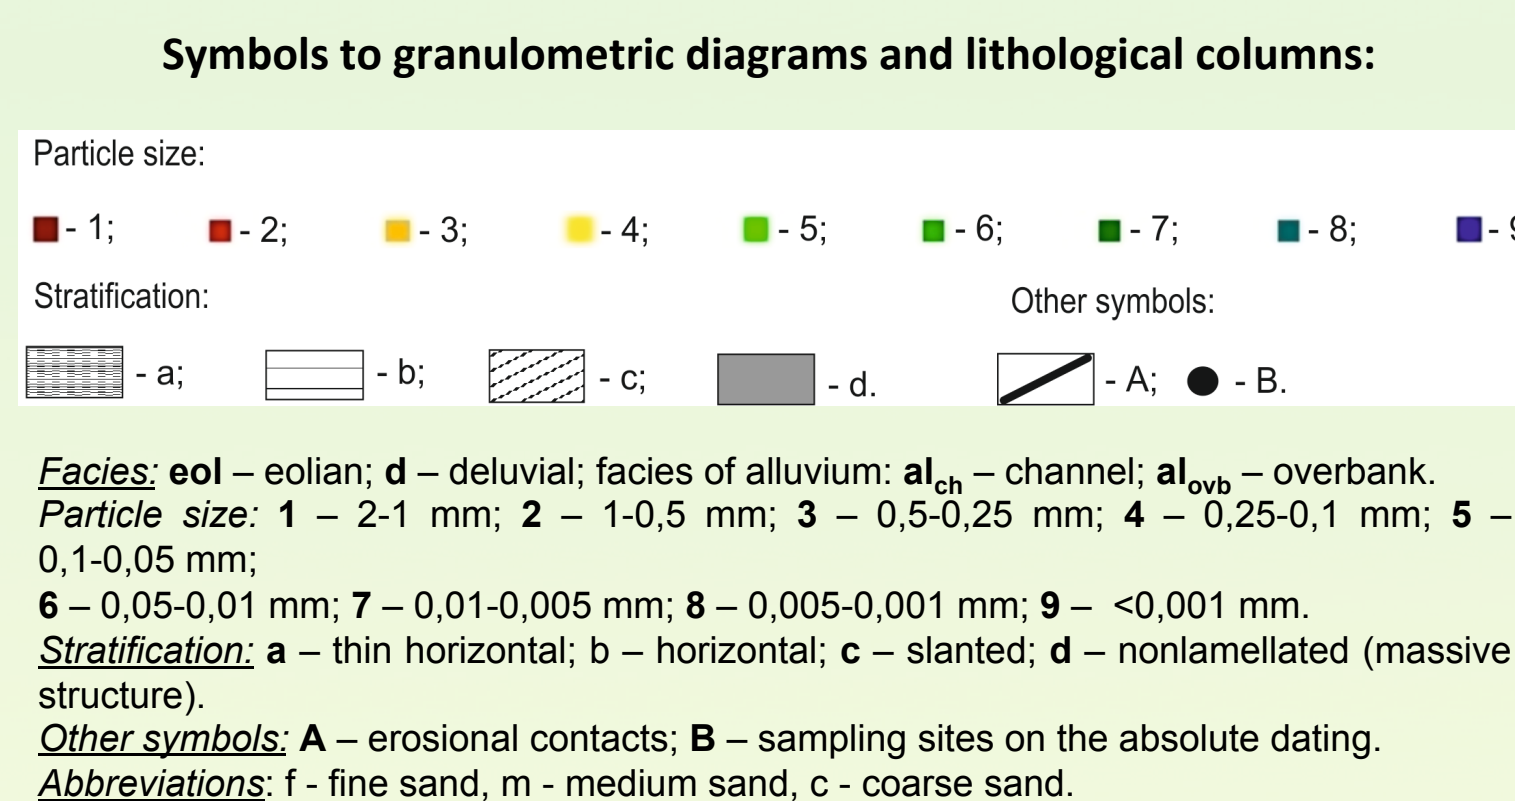 Symbols to granulometric diagrams and lithological columns:
Particle size:
- 1; - 2; - 3; - 4; - 5; - 6; - 7; - 8; - 9
Stratification:
Other symbols:
- a; - b; - c; - d. - A; - B.
Facies: eol – eolian; d – deluvial; facies of alluvium: alch – channel; alovb – overbank.
Particle size: 1 – 2-1 mm; 2 – 1-0,5 mm; 3 – 0,5-0,25 mm; 4 – 0,25-0,1 mm; 5 –
0,1-0,05 mm;
6 – 0,05-0,01 mm; 7 – 0,01-0,005 mm; 8 – 0,005-0,001 mm; 9 – <0,001 mm.
Stratification: a – thin horizontal; b – horizontal; c – slanted; d – nonlamellated (massive
structure).
Other symbols: A – erosional contacts; B – sampling sites on the absolute dating.
Abbreviations: f - fine sand, m - medium sand, c - coarse sand.